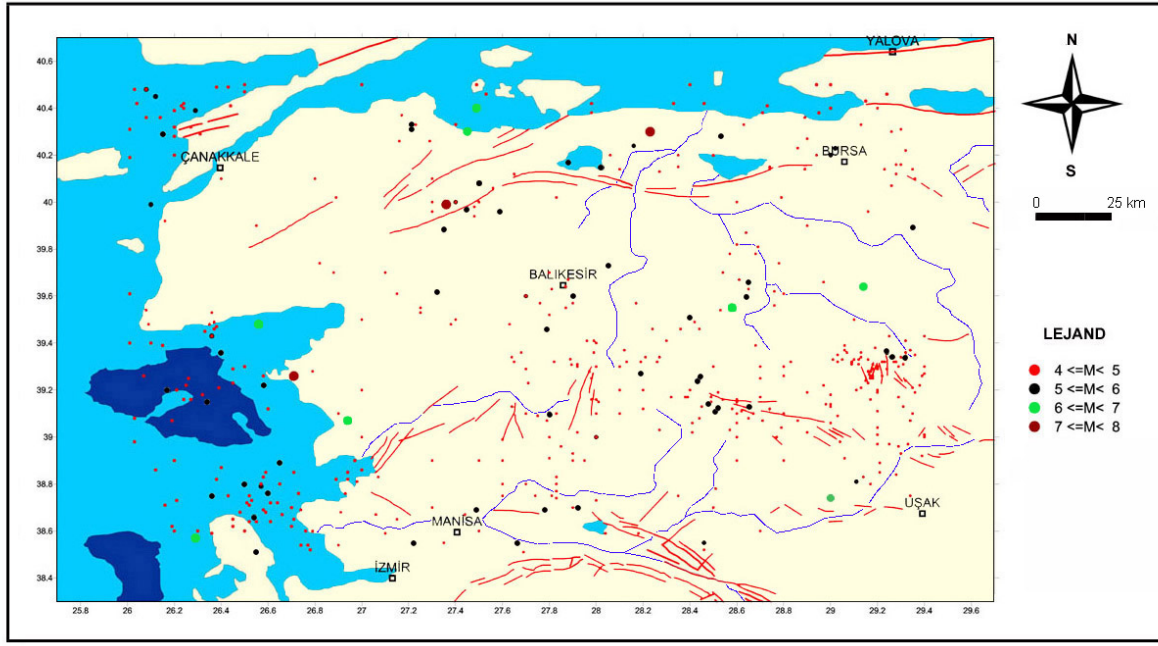 40.6
40.4
40.2
40
39.8
39.6
39.4
39.2
39
38.8
38.6
38.4
YALOVA
ÇANAKKALE
BURSA
BALIKESİR
MANİSA
UŞAK
İZMİR
25.8 26 26.2 26.4 26.6 26.8 27 27.2 27.4 27.6 27.8 28 28.2 28.4 28.6 28.8 29 29.2 29.4 29.6
N
S
0 25 km
LEJAND
4 <=M< 5
5 <=M< 6
6 <=M< 7
7 <=M< 8